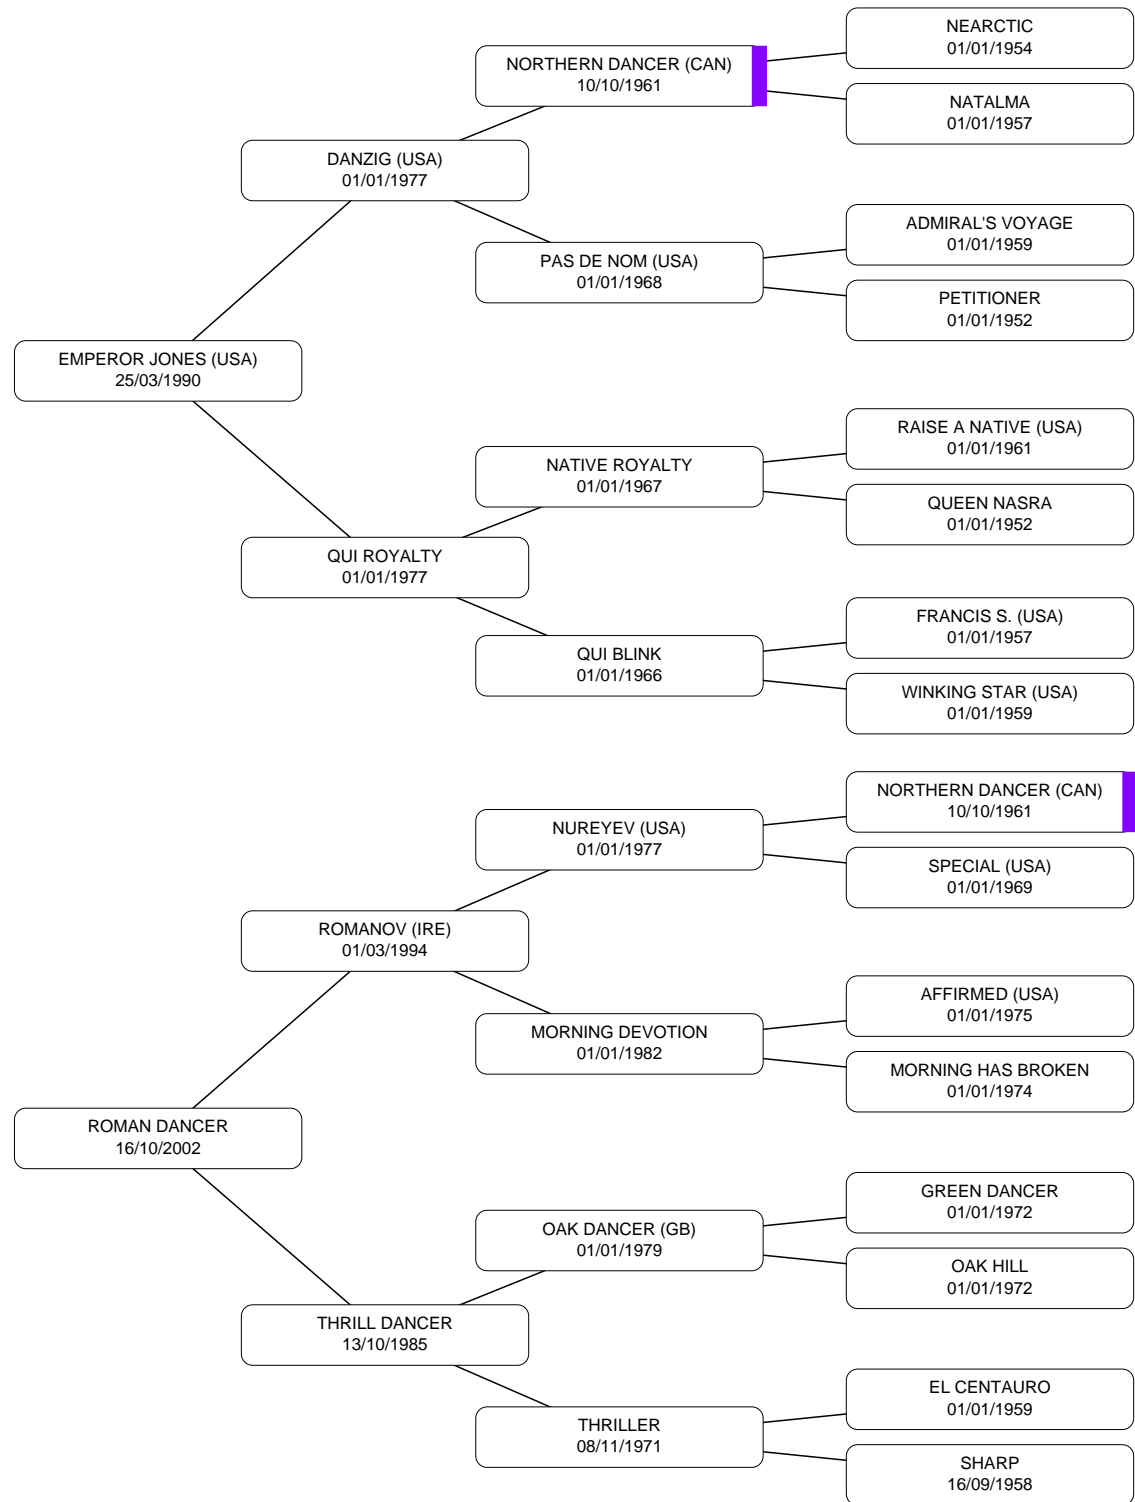 NEARCTIC
01/01/1954
NORTHERN DANCER (CAN)
10/10/1961
NATALMA
01/01/1957
DANZIG (USA)
01/01/1977
ADMIRAL'S VOYAGE
01/01/1959
PAS DE NOM (USA)
01/01/1968
PETITIONER
01/01/1952
EMPEROR JONES (USA)
25/03/1990
RAISE A NATIVE (USA)
01/01/1961
NATIVE ROYALTY
01/01/1967
QUEEN NASRA
01/01/1952
QUI ROYALTY
01/01/1977
FRANCIS S. (USA)
01/01/1957
QUI BLINK
01/01/1966
WINKING STAR (USA)
01/01/1959
NORTHERN DANCER (CAN)
10/10/1961
NUREYEV (USA)
01/01/1977
SPECIAL (USA)
01/01/1969
ROMANOV (IRE)
01/03/1994
AFFIRMED (USA)
01/01/1975
MORNING DEVOTION
01/01/1982
MORNING HAS BROKEN
01/01/1974
ROMAN DANCER
16/10/2002
GREEN DANCER
01/01/1972
OAK DANCER (GB)
01/01/1979
OAK HILL
01/01/1972
THRILL DANCER
13/10/1985
EL CENTAURO
01/01/1959
THRILLER
08/11/1971
SHARP
16/09/1958